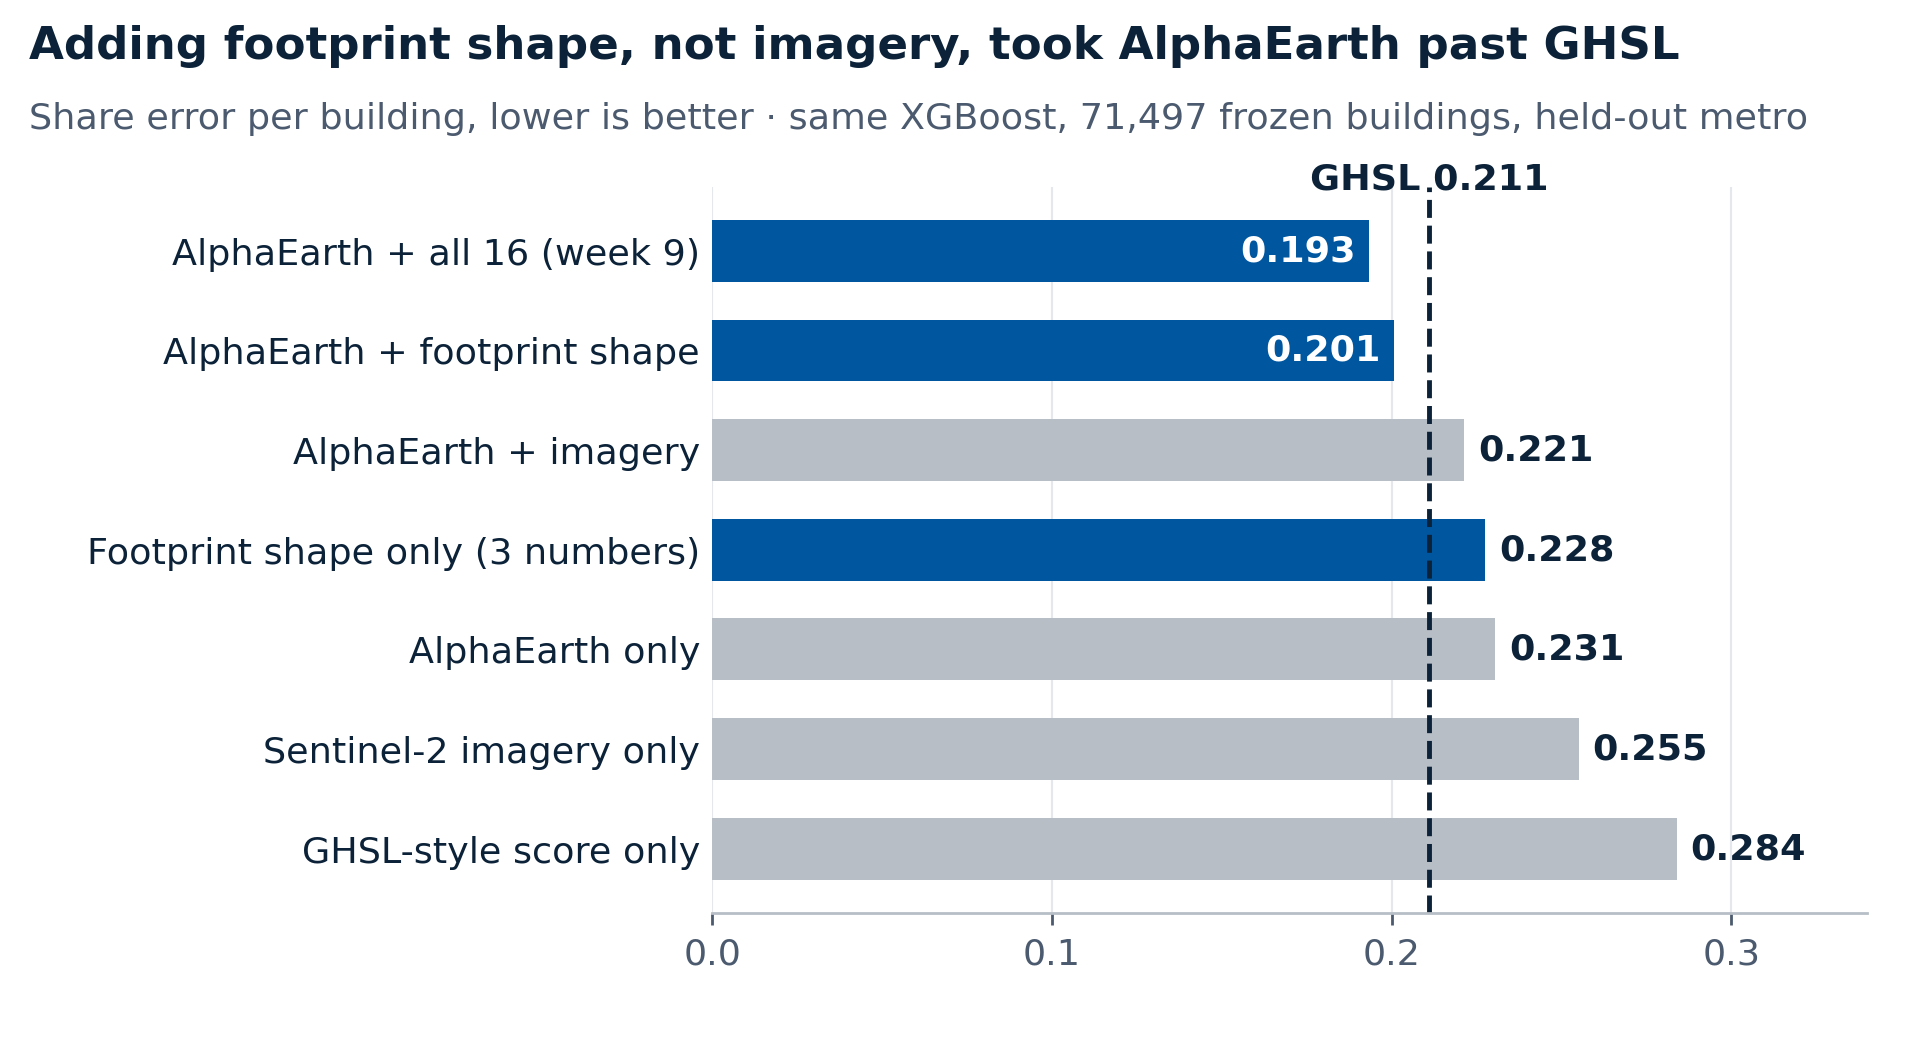 Adding footprint shape, not imagery, took AlphaEarth past GHSL
Share error per building, lower is better · same XGBoost, 71,497 frozen buildings, held-out metro
GHSL 0.211
AlphaEarth + all 16 (week 9) 0.193
AlphaEarth + footprint shape 0.201
AlphaEarth + imagery 0.221
Footprint shape only (3 numbers) 0.228
AlphaEarth only 0.231
Sentinel-2 imagery only 0.255
GHSL-style score only 0.284
0.0 0.1 0.2 0.3